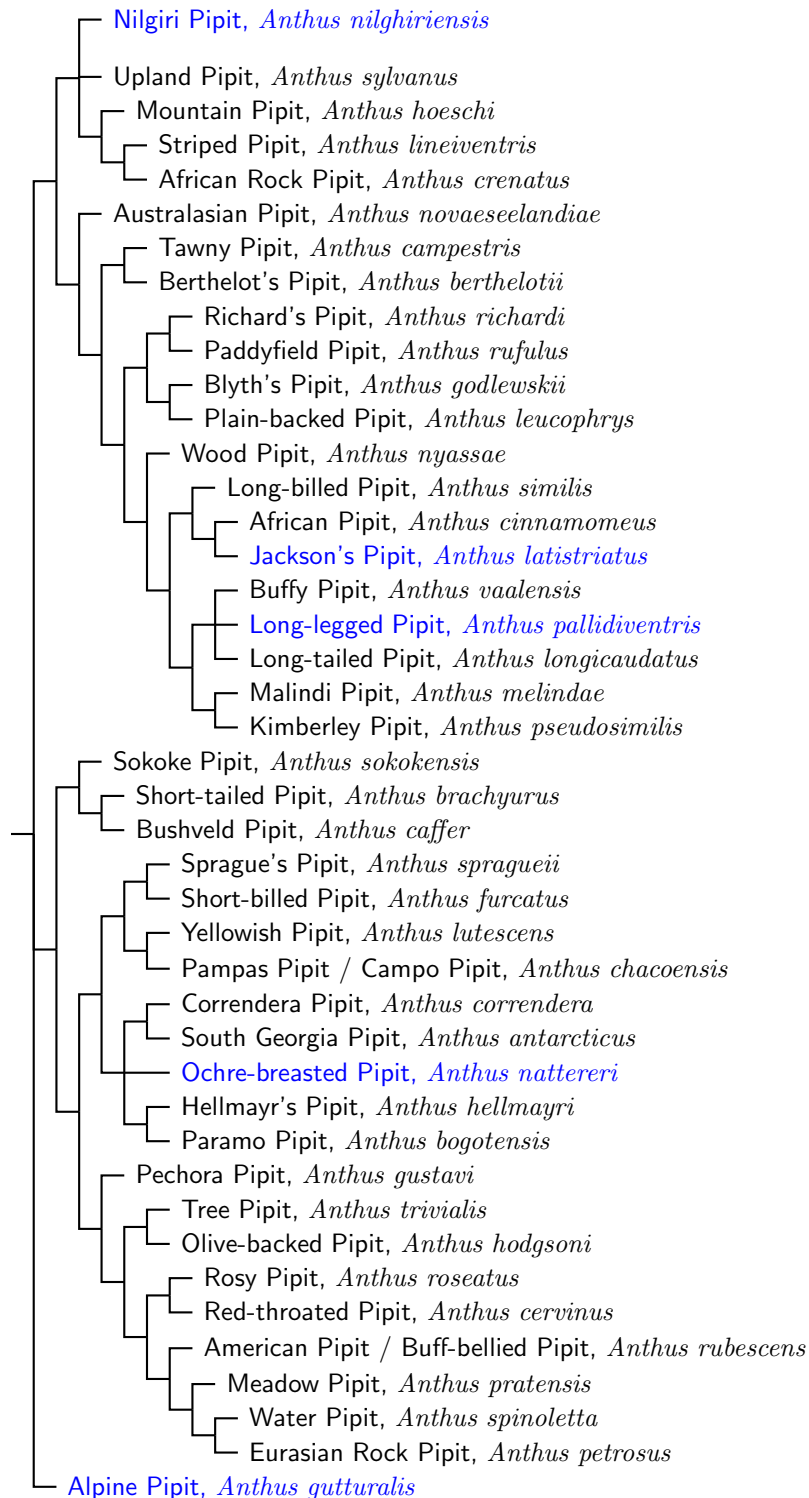 Nilgiri Pipit, Anthus nilghiriensis
Upland Pipit, Anthus sylvanus
Mountain Pipit, Anthus hoeschi
Striped Pipit, Anthus lineiventris
African Rock Pipit, Anthus crenatus
Australasian Pipit, Anthus novaeseelandiae
Tawny Pipit, Anthus campestris
Berthelot's Pipit, Anthus berthelotii
Richard's Pipit, Anthus richardi
Paddyfield Pipit, Anthus rufulus
Blyth's Pipit, Anthus godlewskii
Plain-backed Pipit, Anthus leucophrys
Wood Pipit, Anthus nyassae
Long-billed Pipit, Anthus similis
African Pipit, Anthus cinnamomeus
Jackson's Pipit, Anthus latistriatus
Buffy Pipit, Anthus vaalensis
Long-legged Pipit, Anthus pallidiventris
Long-tailed Pipit, Anthus longicaudatus
Malindi Pipit, Anthus melindae
Kimberley Pipit, Anthus pseudosimilis
Sokoke Pipit, Anthus sokokensis
Short-tailed Pipit, Anthus brachyurus
Bushveld Pipit, Anthus caffer
Sprague's Pipit, Anthus spragueii
Short-billed Pipit, Anthus furcatus
Yellowish Pipit, Anthus lutescens
Pampas Pipit / Campo Pipit, Anthus chacoensis
Correndera Pipit, Anthus correndera
South Georgia Pipit, Anthus antarcticus
Ochre-breasted Pipit, Anthus nattereri
Hellmayr's Pipit, Anthus hellmayri
Paramo Pipit, Anthus bogotensis
Pechora Pipit, Anthus gustavi
Tree Pipit, Anthus trivialis
Olive-backed Pipit, Anthus hodgsoni
Rosy Pipit, Anthus roseatus
Red-throated Pipit, Anthus cervinus
American Pipit / Buff-bellied Pipit, Anthus rubescens
Meadow Pipit, Anthus pratensis
Water Pipit, Anthus spinoletta
Eurasian Rock Pipit, Anthus petrosus
Alpine Pipit, Anthus gutturalis